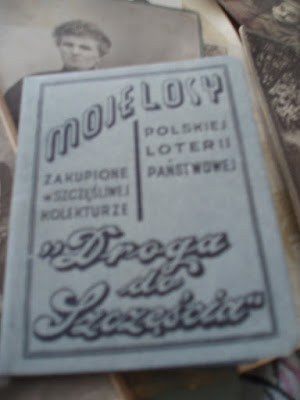 MOJE LOSY
ZAKUPIONE
W SZCZĘŚLIWEJ
KOLEKTURZE
POLSKIEJ
LOTERII
PAŃSTWOWEJ
„Droga
do
Szczęścia"